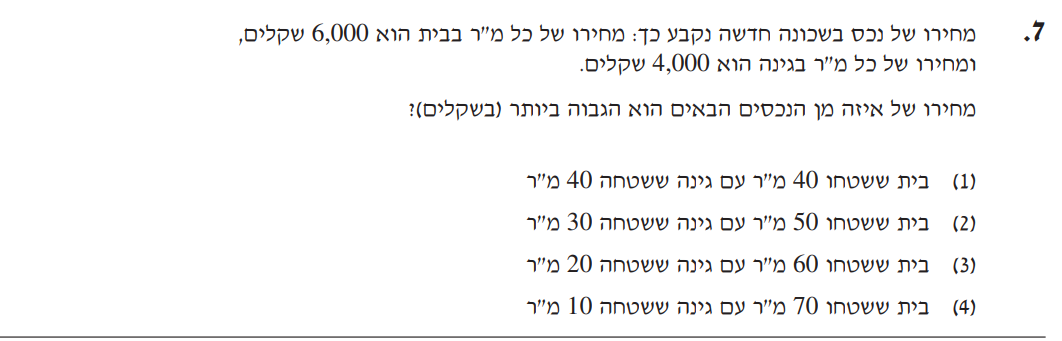 7. מחירו של נכס בשכונה חדשה נקבע כך: מחירו של כל מ"ר בבית הוא 6,000 שקלים,
ומחירו של כל מ"ר בגינה הוא 4,000 שקלים.
מחירו של איזה מן הנכסים הבאים הוא הגבוה ביותר (בשקלים)?
(1) בית ששטחו 40 מ"ר עם גינה ששטחה 40 מ"ר
(2) בית ששטחו 50 מ"ר עם גינה ששטחה 30 מ"ר
(3) בית ששטחו 60 מ"ר עם גינה ששטחה 20 מ"ר
(4) בית ששטחו 70 מ"ר עם גינה ששטחה 10 מ"ר